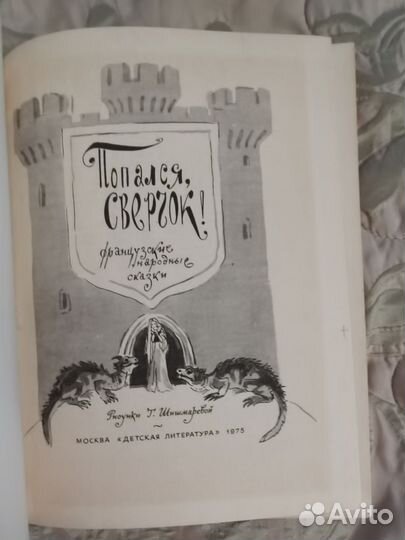 Попался,
сверчок!
французские
народные
сказки
Рисунки Т. Шишмаревой
МОСКВА «ДЕТСКАЯ ЛИТЕРАТУРА» 1975
Avito